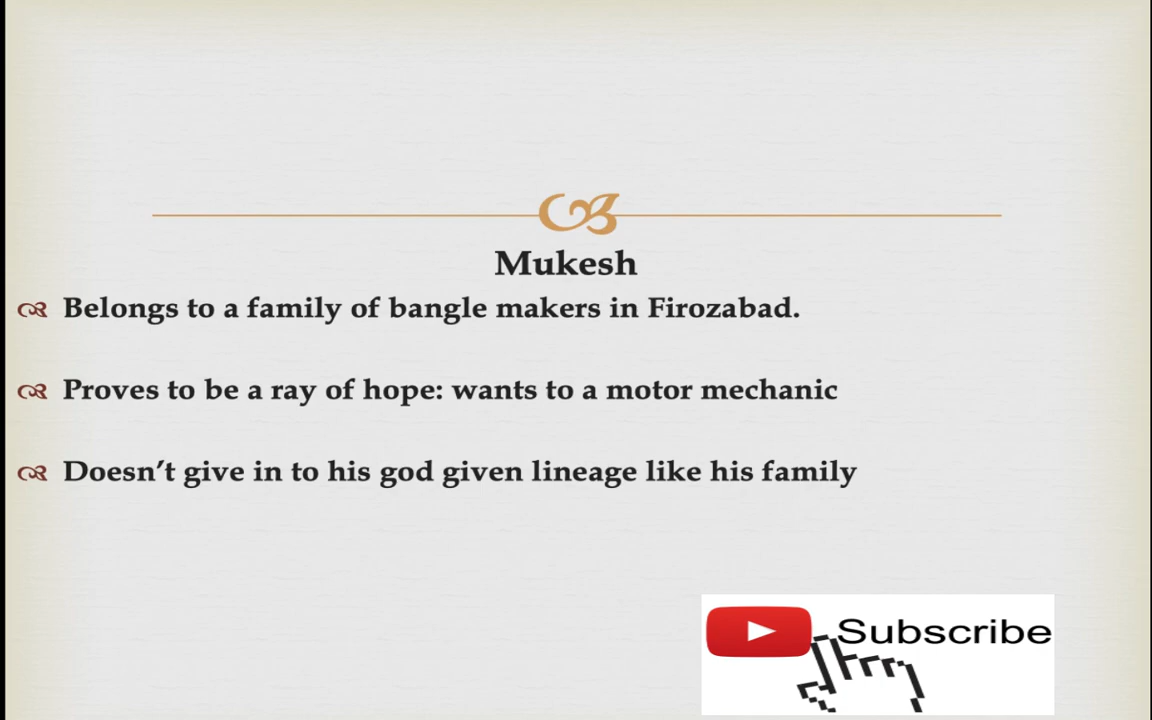 Mukesh
Belongs to a family of bangle makers in Firozabad.
Proves to be a ray of hope: wants to a motor mechanic
Doesn’t give in to his god given lineage like his family
Subscribe